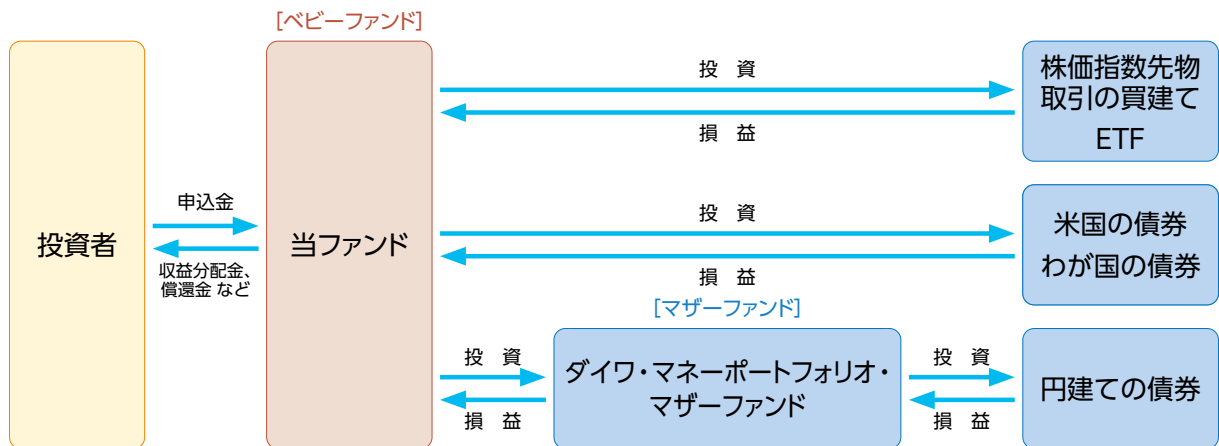 [ベビーファンド]
投資者
申込金
収益分配金、
償還金 など
当ファンド
投 資
損 益
株価指数先物
取引の買建て
ETF
投 資
損 益
米国の債券
わが国の債券
[マザーファンド]
投 資
損 益
ダイワ・マネーポートフォリオ・
マザーファンド
投 資
損 益
円建ての債券